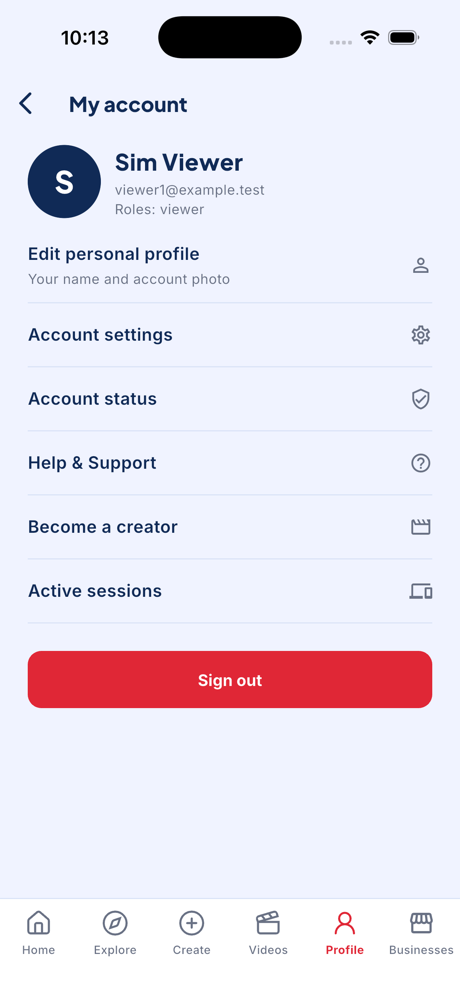 10:13
My account
S
Sim Viewer
viewer1@example.test
Roles: viewer
Edit personal profile
Your name and account photo
Account settings
Account status
Help & Support
Become a creator
Active sessions
Sign out
Home
Explore
Create
Videos
Profile
Businesses